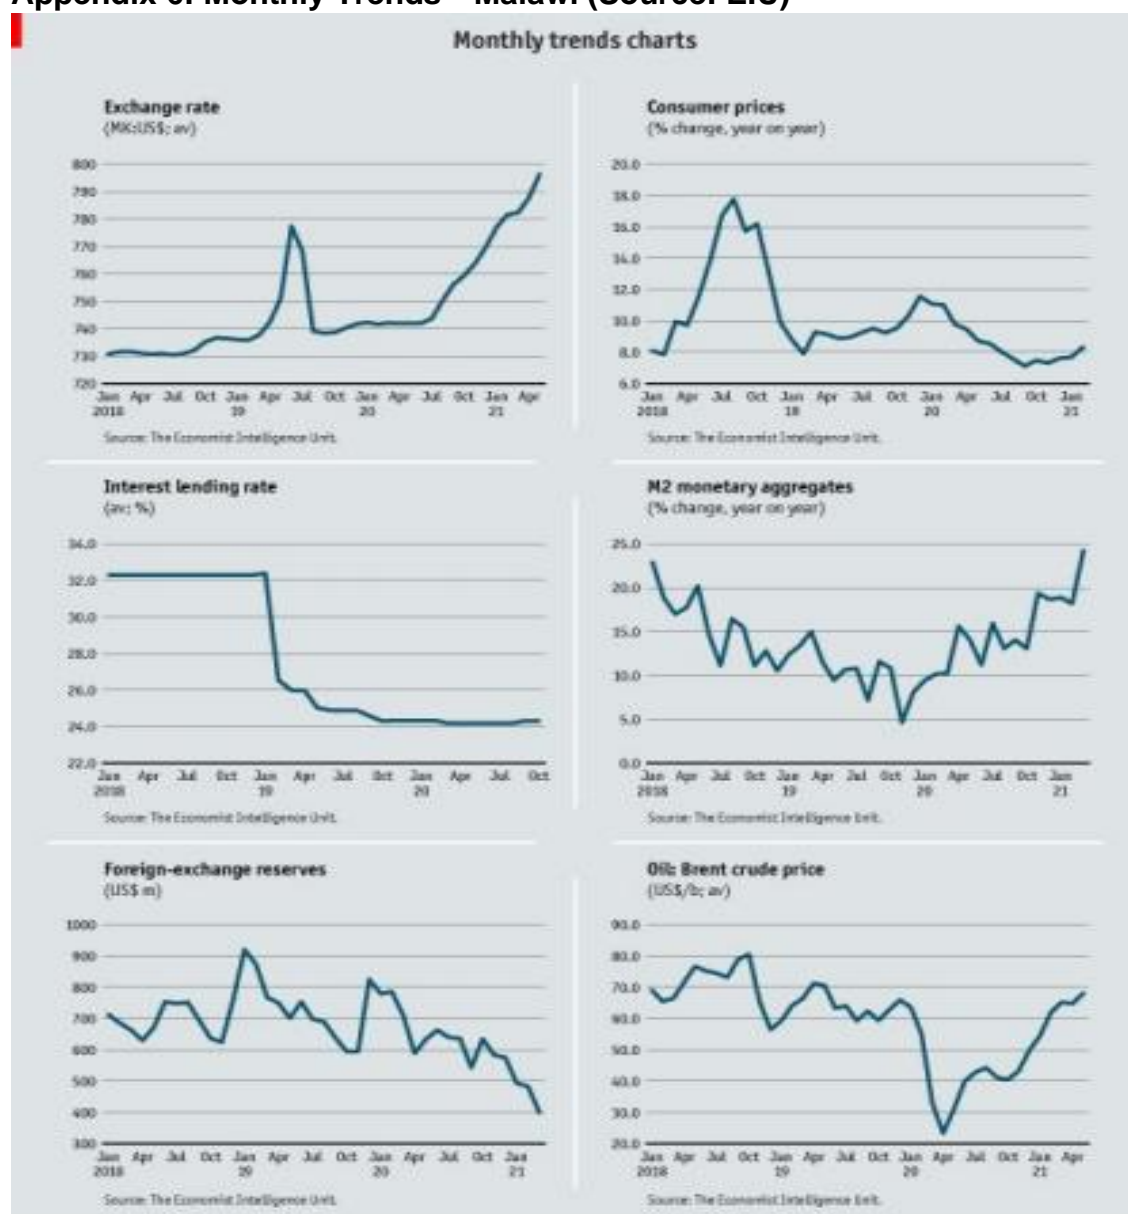 Appendix 6: Monthly Trends – Malawi (Source: EIU)
Monthly trends charts
Exchange rate
(MK:US$; av)
800
790
780
770
760
750
740
730
720
Jan Apr Jul Oct Jan Apr Jul Oct Jan Apr Jul Oct Jan Apr
2018 19 20 21
Source: The Economist Intelligence Unit.
Consumer prices
(% change, year on year)
20.0
18.0
16.0
14.0
12.0
10.0
8.0
6.0
Jan Apr Jul Oct Jan Apr Jul Oct Jan Apr Jul Oct Jan
2018 19 20 21
Source: The Economist Intelligence Unit.
Interest lending rate
(av; %)
34.0
32.0
30.0
28.0
26.0
24.0
22.0
Jan Apr Jul Oct Jan Apr Jul Oct Jan Apr Jul Oct
2018 19 20
Source: The Economist Intelligence Unit.
M2 monetary aggregates
(% change, year on year)
25.0
20.0
15.0
10.0
5.0
0.0
Jan Apr Jul Oct Jan Apr Jul Oct Jan Apr Jul Oct Jan
2018 19 20 21
Source: The Economist Intelligence Unit.
Foreign-exchange reserves
(US$ m)
1000
900
800
700
600
500
400
300
Jan Apr Jul Oct Jan Apr Jul Oct Jan Apr Jul Oct Jan
2018 19 20 21
Source: The Economist Intelligence Unit.
Oil: Brent crude price
(US$/b; av)
90.0
80.0
70.0
60.0
50.0
40.0
30.0
20.0
Jan Apr Jul Oct Jan Apr Jul Oct Jan Apr Jul Oct Jan Apr
2018 19 20 21
Source: The Economist Intelligence Unit.